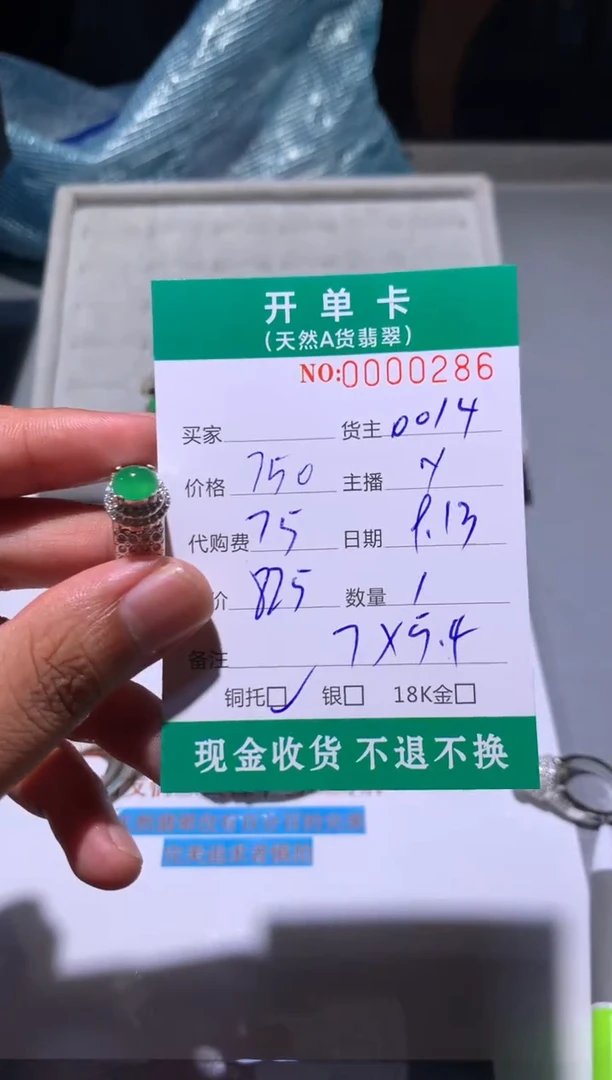 开单卡
(天然A货翡翠)
NO:0000286
买家 货主 0014
价格 750 主播 Y
代购费 75 日期 9.13
价 825 数量 1
备注 7X5.4
铜托☑ 银□ 18K金□
现金收货 不退不换